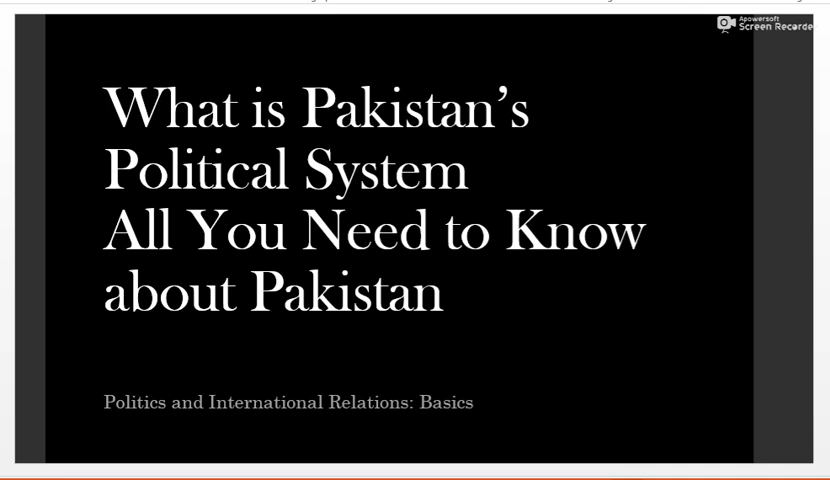 Apowersoft
Screen Recorde
What is Pakistan's
Political System
All You Need to Know
about Pakistan
Politics and International Relations: Basics